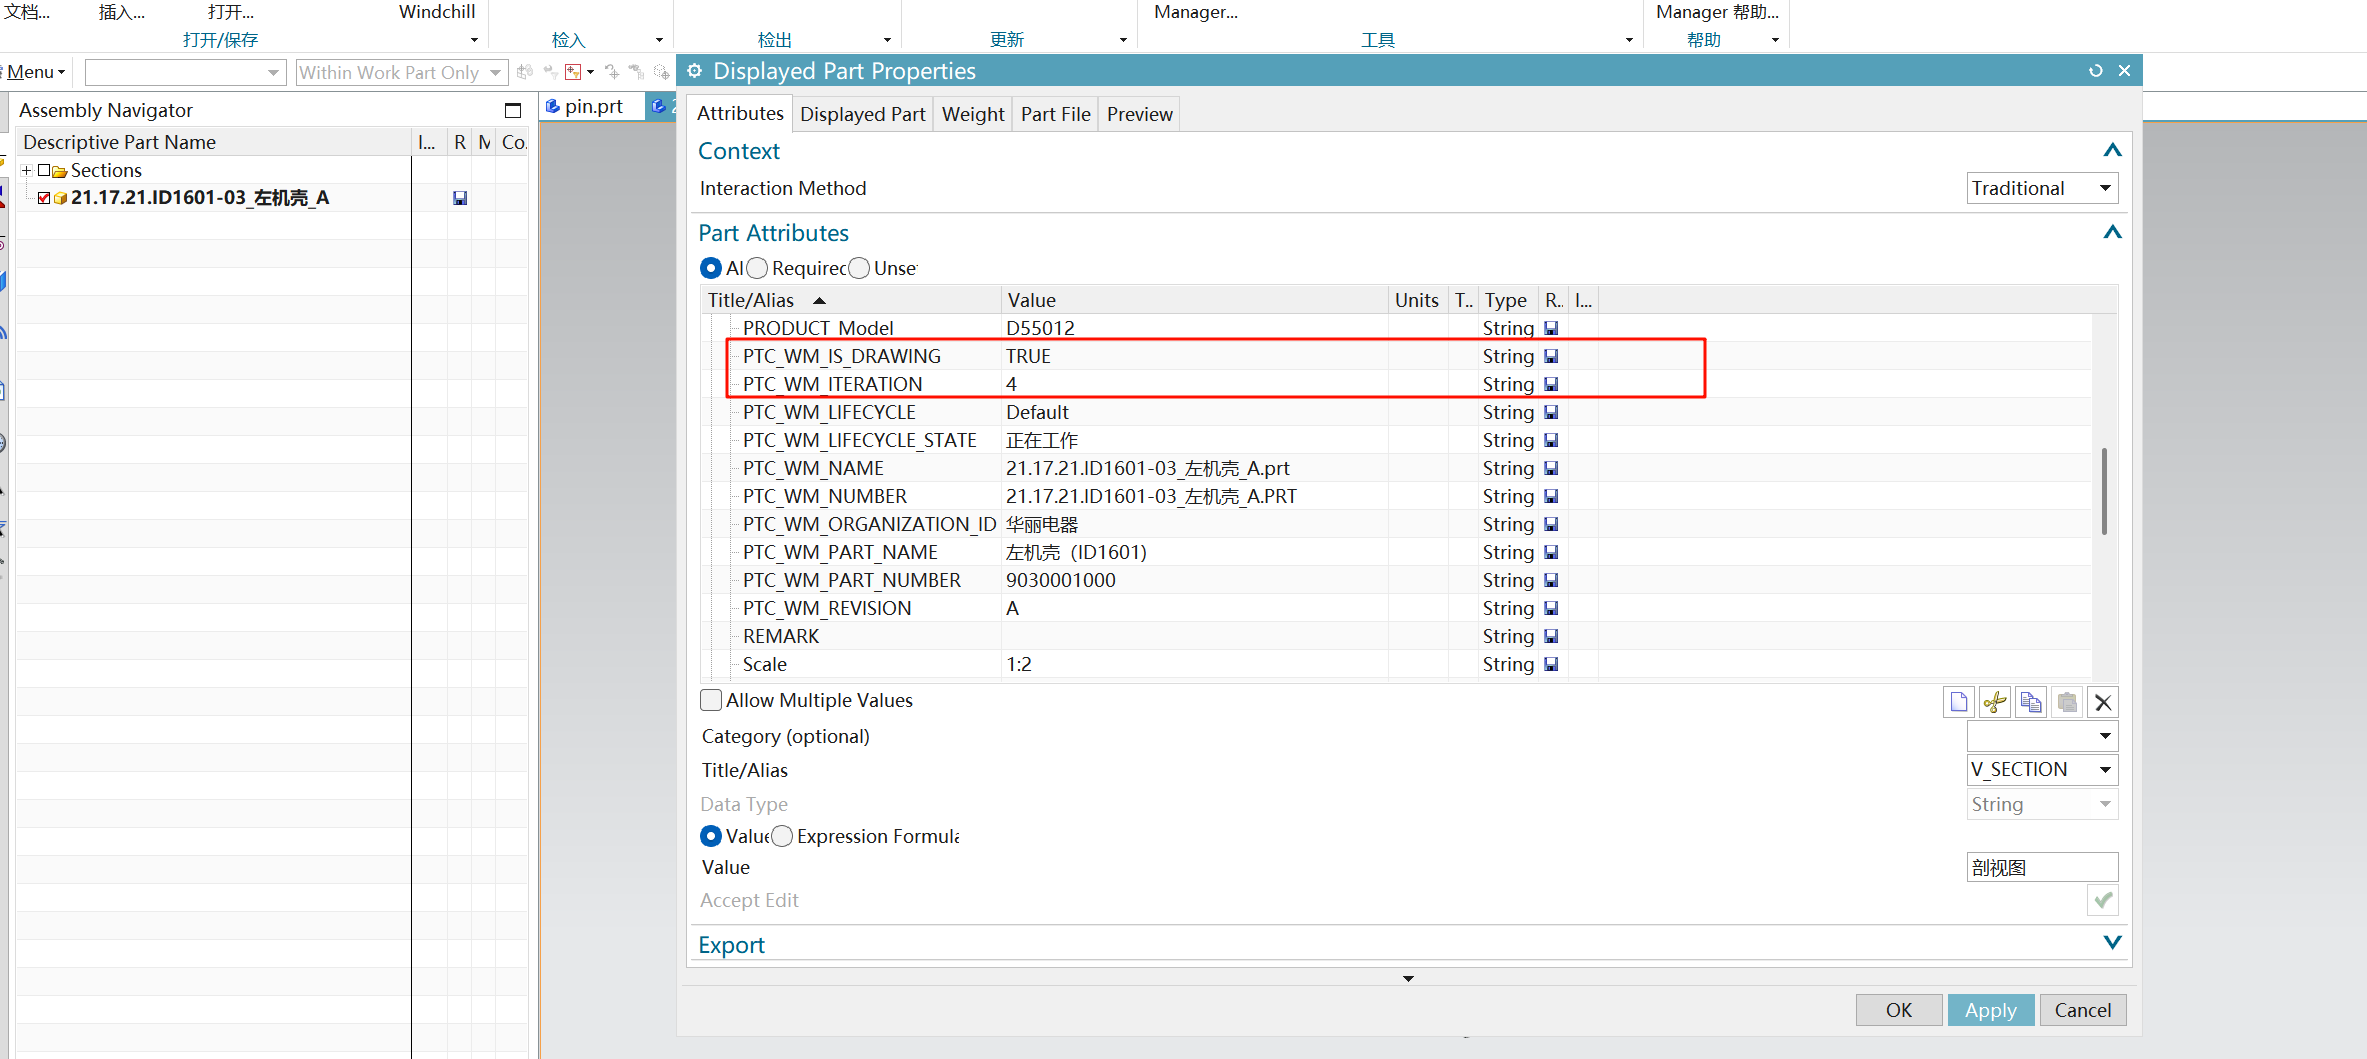 文档... 插入... 打开... Windchill Manager... Manager 帮助...
打开/保存 检入 检出 更新 工具 帮助
Menu Within Work Part Only
Displayed Part Properties
Assembly Navigator
pin.prt
Descriptive Part Name I... R M Co.
Sections
21.17.21.ID1601-03_左机壳_A
Attributes Displayed Part Weight Part File Preview
Context
Interaction Method Traditional
Part Attributes
Al Required Unse
Title/Alias Value Units T.. Type R.. I...
PRODUCT_Model D55012 String
PTC_WM_IS_DRAWING TRUE String
PTC_WM_ITERATION 4 String
PTC_WM_LIFECYCLE Default String
PTC_WM_LIFECYCLE_STATE 正在工作 String
PTC_WM_NAME 21.17.21.ID1601-03_左机壳_A.prt String
PTC_WM_NUMBER 21.17.21.ID1601-03_左机壳_A.PRT String
PTC_WM_ORGANIZATION_ID 华丽电器 String
PTC_WM_PART_NAME 左机壳（ID1601） String
PTC_WM_PART_NUMBER 9030001000 String
PTC_WM_REVISION A String
REMARK String
Scale 1:2 String
Allow Multiple Values
Category (optional)
Title/Alias V_SECTION
Data Type String
Value Expression Formula
Value 剖视图
Accept Edit
Export
OK Apply Cancel